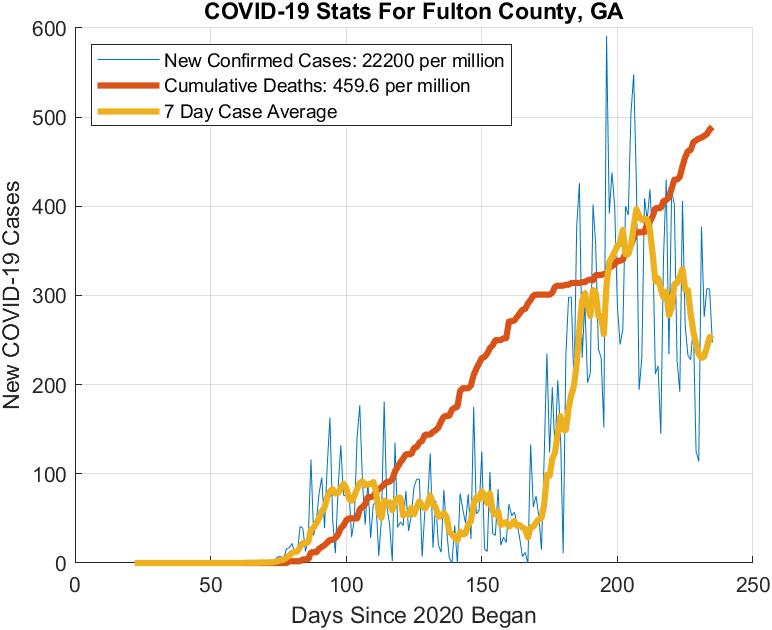 COVID-19 Stats For Fulton County, GA
600
500
400
300
200
100
0
New COVID-19 Cases
New Confirmed Cases: 22200 per million
Cumulative Deaths: 459.6 per million
7 Day Case Average
0
50
100
150
200
250
Days Since 2020 Began